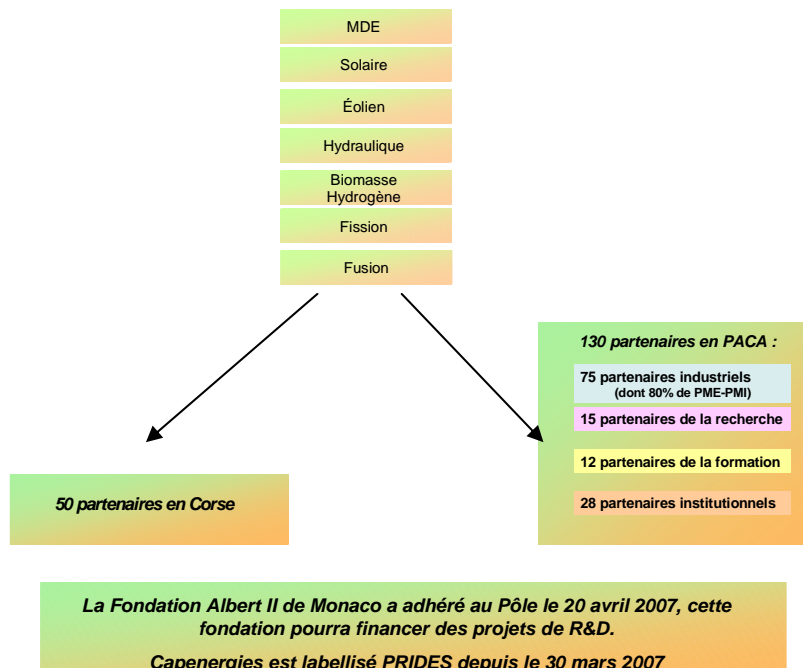 MDE
Solaire
Éolien
Hydraulique
Biomasse
Hydrogène
Fission
Fusion
130 partenaires en PACA :
75 partenaires industriels
(dont 80% de PME-PMI)
15 partenaires de la recherche
12 partenaires de la formation
28 partenaires institutionnels
50 partenaires en Corse
La Fondation Albert II de Monaco a adhéré au Pôle le 20 avril 2007, cette
fondation pourra financer des projets de R&D.
Capenergies est labellisé PRIDES depuis le 30 mars 2007